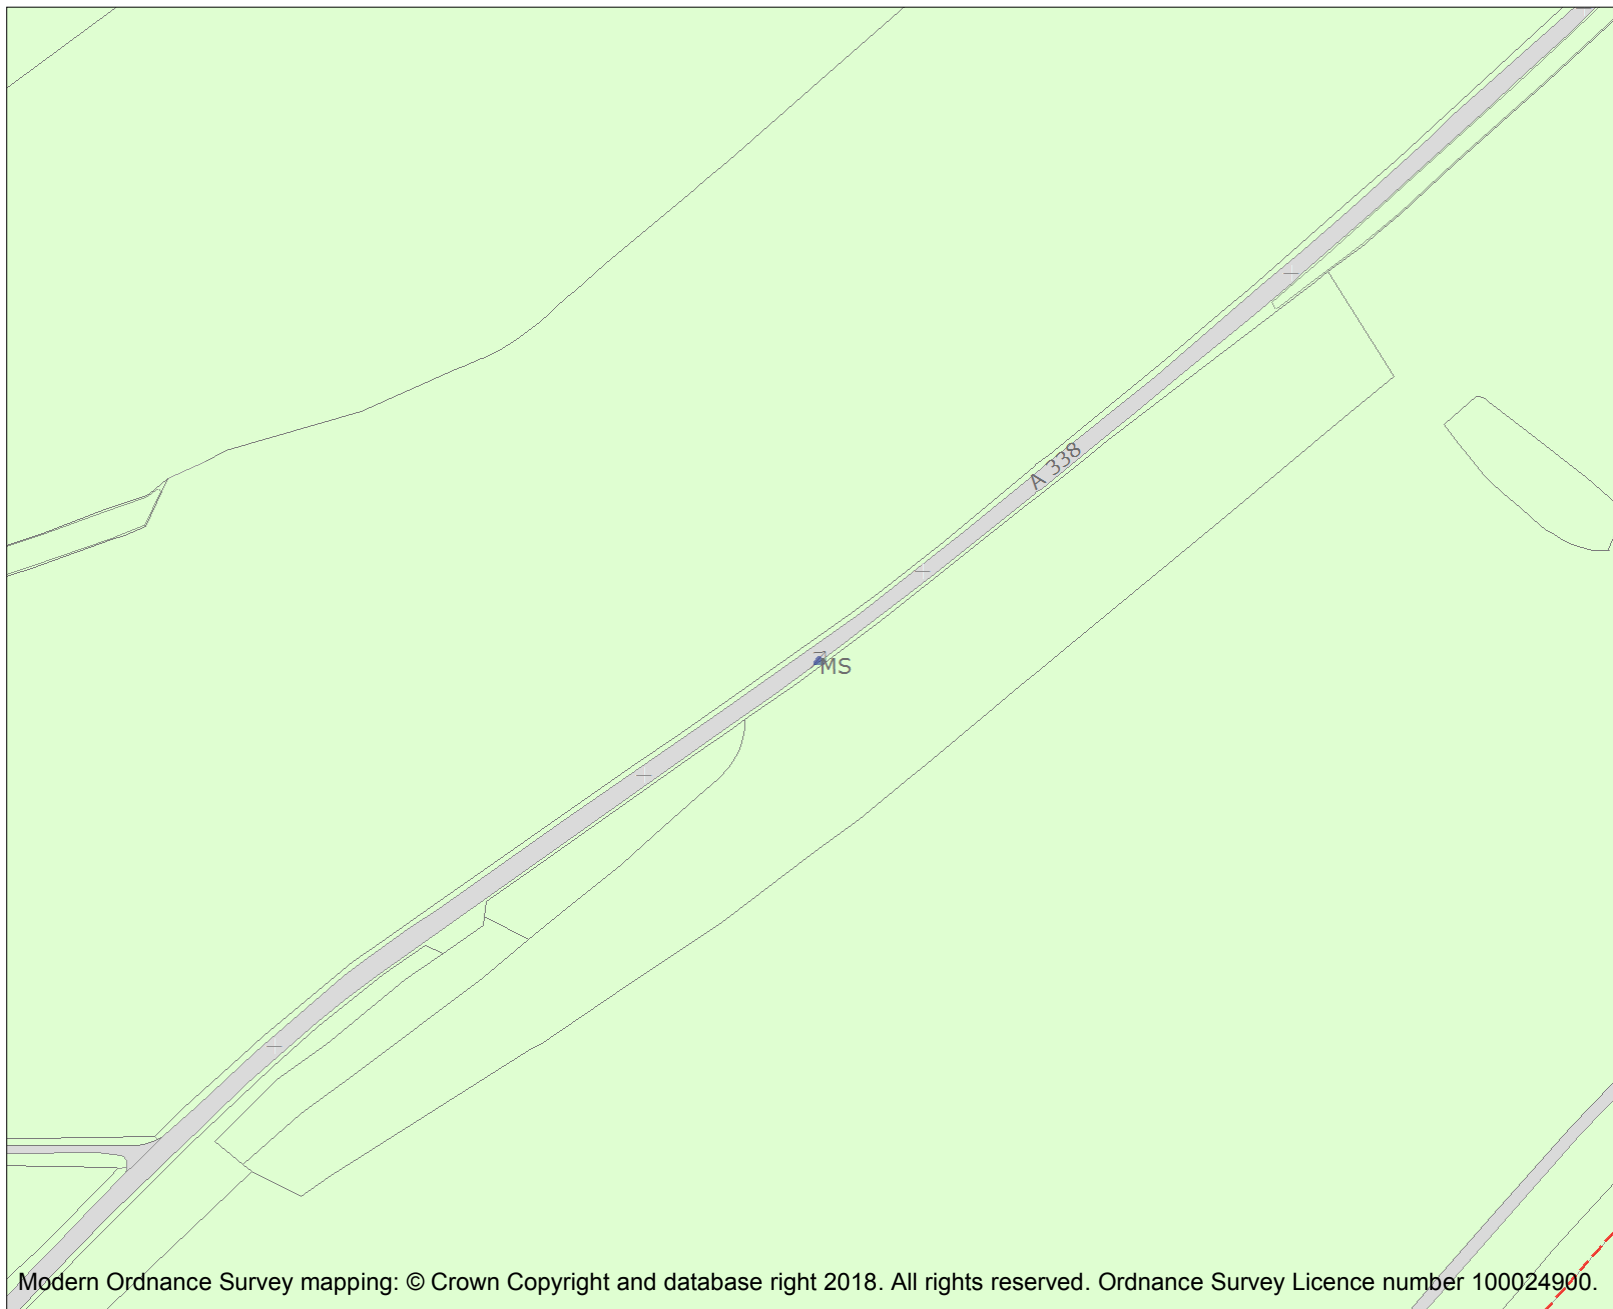 A 338
MS
Modern Ordnance Survey mapping: © Crown Copyright and database right 2018. All rights reserved. Ordnance Survey Licence number 100024900.